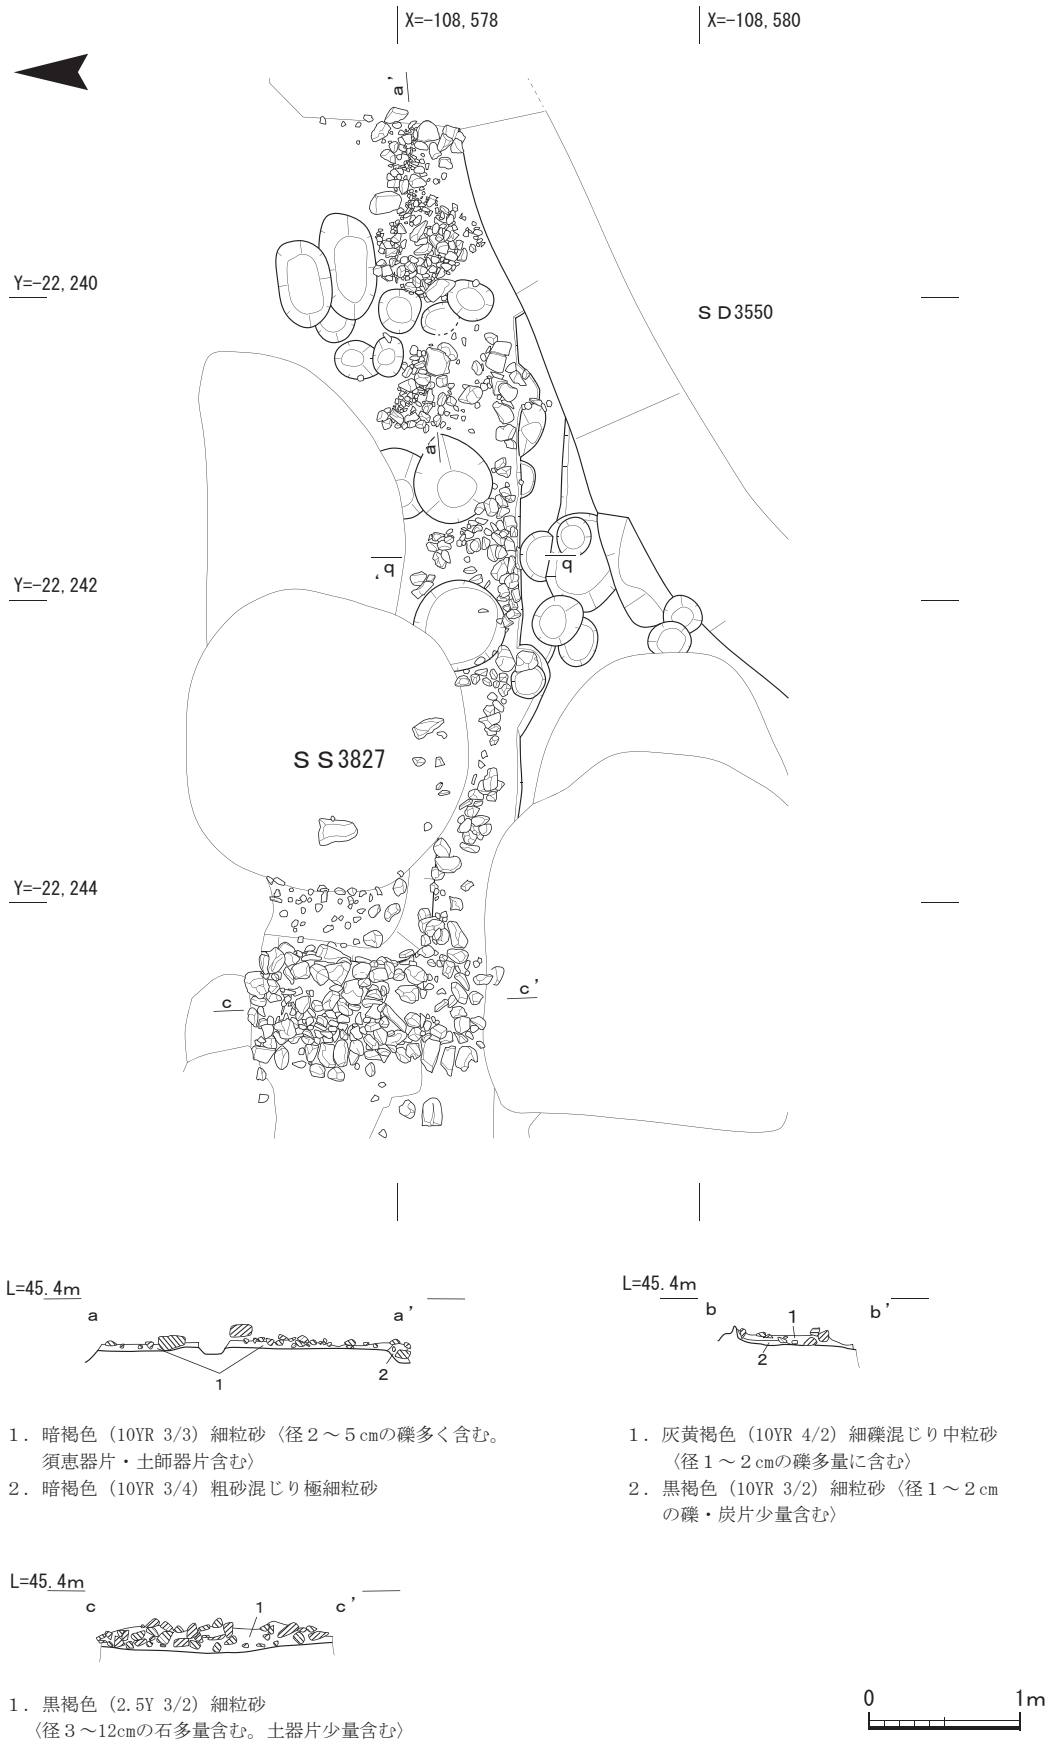 X=-108,578
X=-108,580
a'
Y=-22,240
ＳＤ3550
a
b'
b
Y=-22,242
ＳＳ3827
Y=-22,244
c
c'
L=45.4m
a
a'
1
2
L=45.4m
b
b'
1
2
1．暗褐色（10YR 3/3）細粒砂〈径２～５cmの礫多く含む。
須恵器片・土師器片含む〉
2．暗褐色（10YR 3/4）粗砂混じり極細粒砂
1．灰黄褐色（10YR 4/2）細礫混じり中粒砂
〈径１～２cmの礫多量に含む〉
2．黒褐色（10YR 3/2）細粒砂〈径１～２cm
の礫・炭片少量含む〉
L=45.4m
c
c'
1
1．黒褐色（2.5Y 3/2）細粒砂
〈径３～12cmの石多量含む。土器片少量含む〉
0
1m